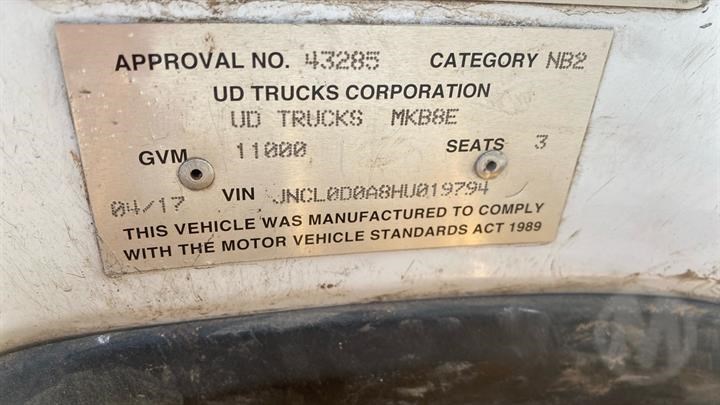 APPROVAL NO. 43285 CATEGORY NB2
UD TRUCKS CORPORATION
UD TRUCKS MKB8E
GVM 11000 SEATS 3
04/17 VIN JNCL0D0A8HU019794
THIS VEHICLE WAS MANUFACTURED TO COMPLY
WITH THE MOTOR VEHICLE STANDARDS ACT 1989
M